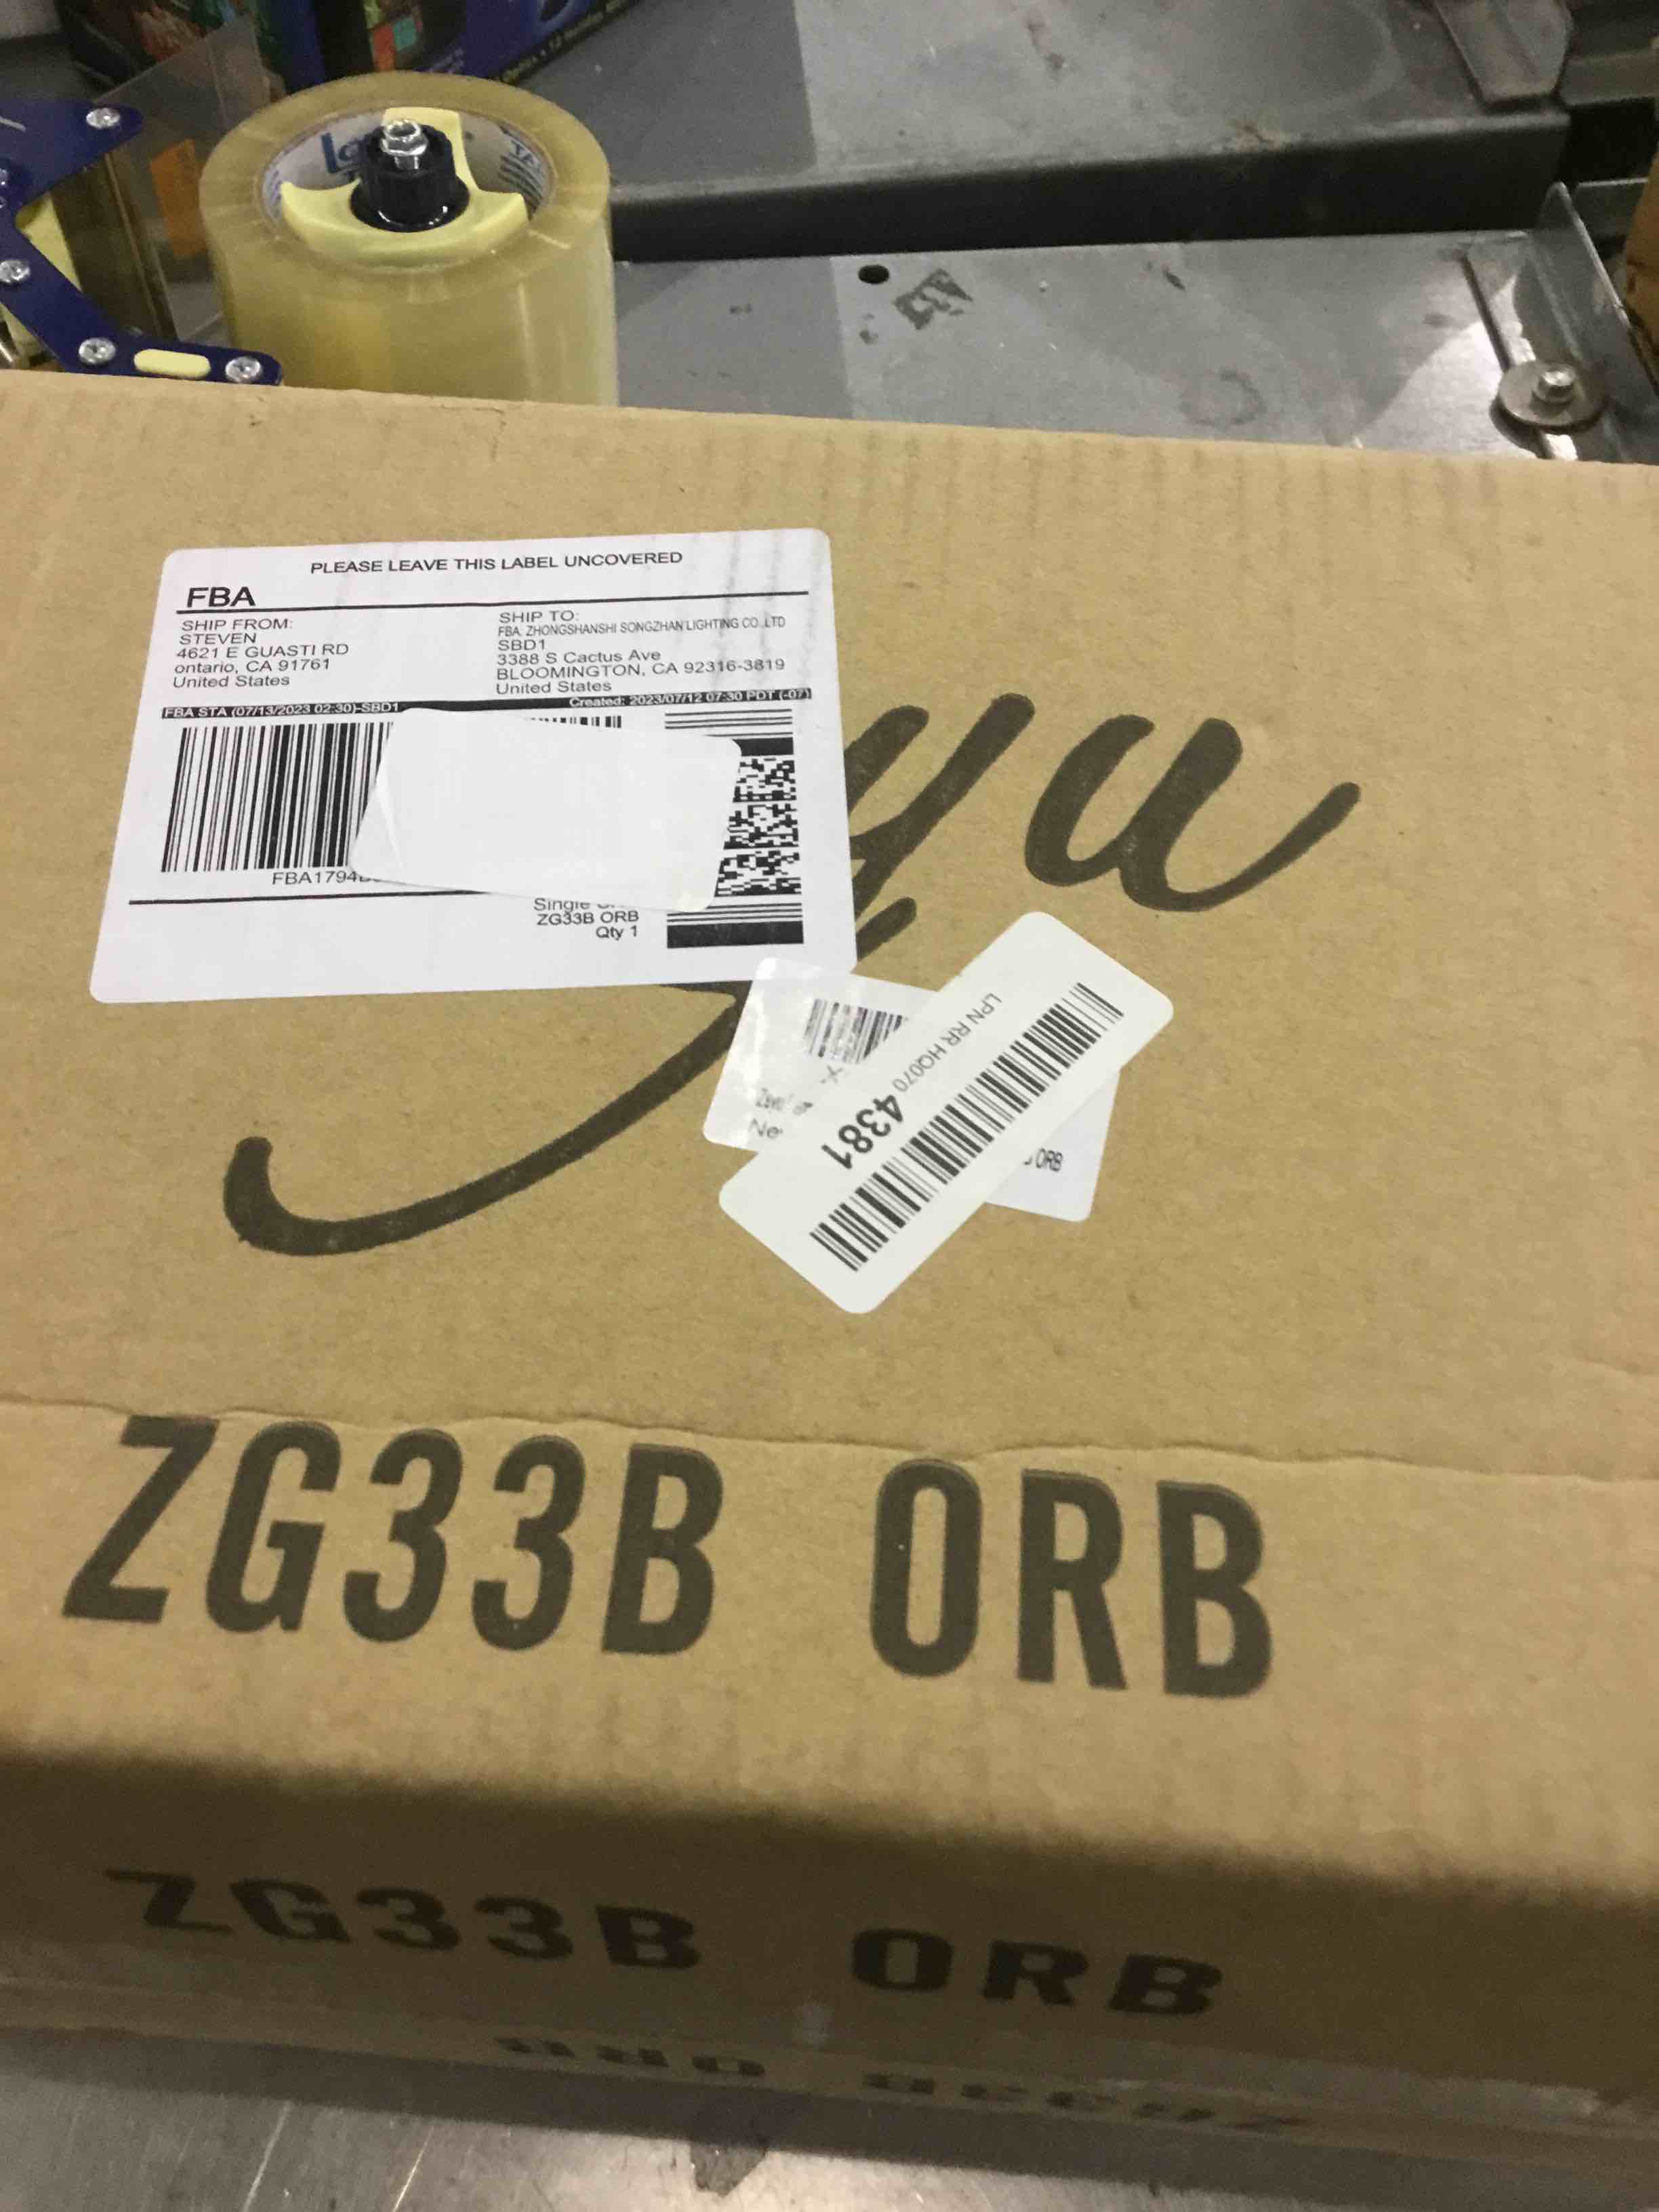 PLEASE LEAVE THIS LABEL UNCOVERED
FBA
SHIP FROM:
STEVEN
4621 E GUASTI RD
ontario, CA 91761
United States
SHIP TO:
FBA: ZHONGSHANSHI SONGZHAN LIGHTING CO.,LTD
SBD1
3388 S Cactus Ave
BLOOMINGTON, CA 92316-3819
United States
FBA STA (07/13/2023 02:30)-SBD1
Created: 2023/07/12 07:30 PDT (-07)
FBA1794
Single
ZG33B ORB
Qty 1
LPN RR HQ070 4381
Ne
ORB
ZG33B ORB
ZG33B ORB